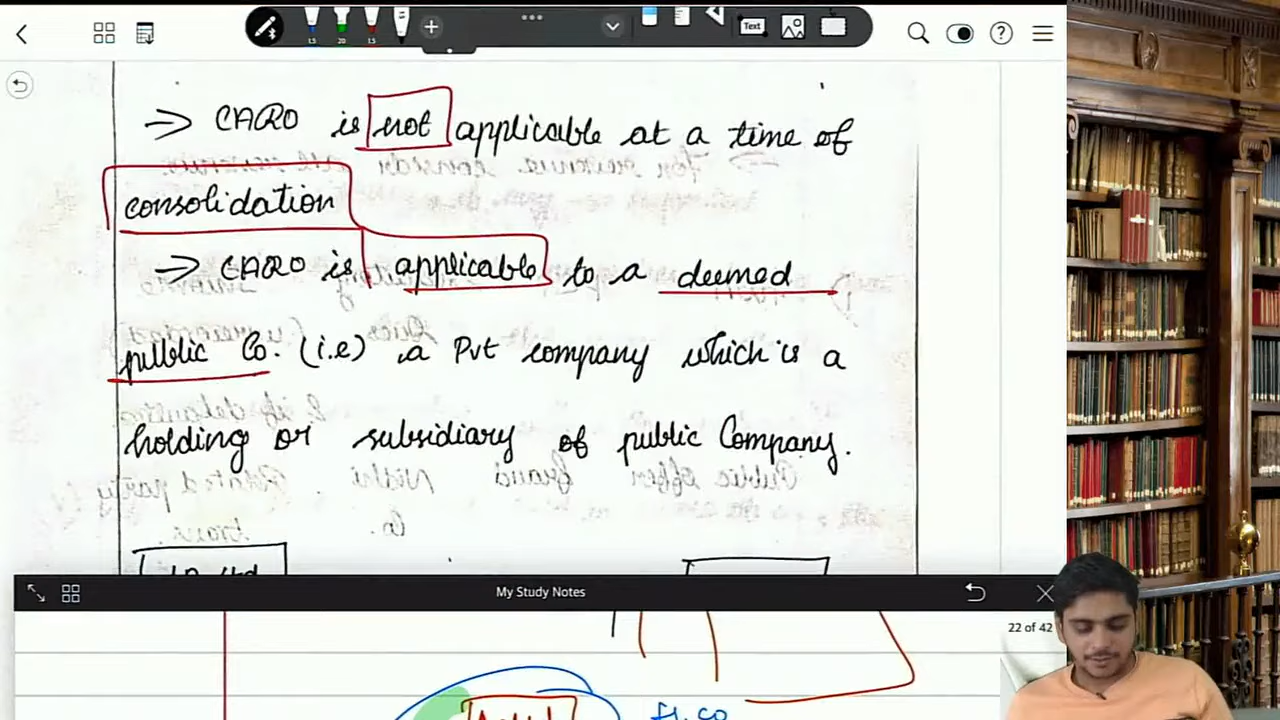 Text
⇒ CARO is not applicable at a time of
consolidation
⇒ CARO is applicable to a deemed
public Co. (i.e) a Pvt company which is a
holding or subsidiary of public Company.
My Study Notes
22 of 42